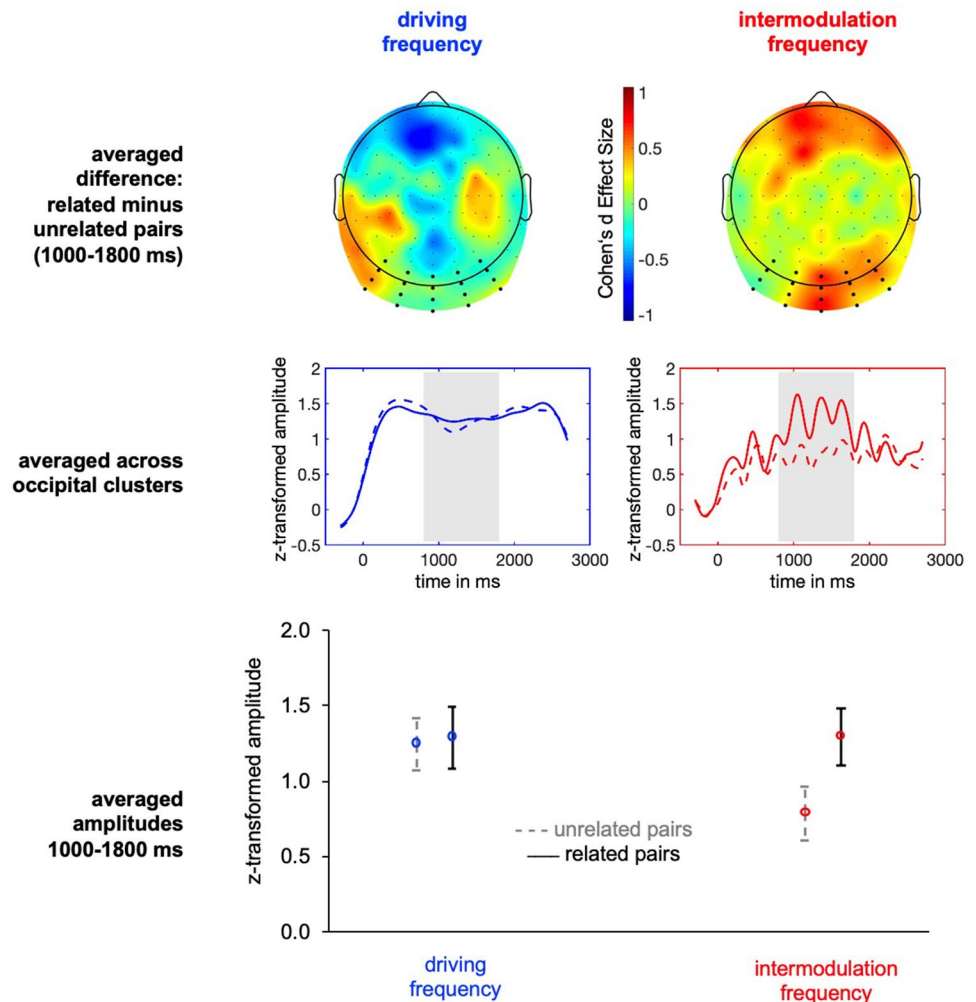 driving
frequency
intermodulation
frequency
averaged
difference:
related minus
unrelated pairs
(1000-1800 ms)
Cohen‘s d Effect Size
1
0.5
0
-0.5
-1
averaged across
occipital clusters
z-transformed amplitude
2
1.5
1
0.5
0
-0.5
0
1000
2000
3000
time in ms
z-transformed amplitude
2
1.5
1
0.5
0
-0.5
0
1000
2000
3000
time in ms
averaged
amplitudes
1000-1800 ms
z-transformed amplitude
2.0
1.5
1.0
0.5
0.0
unrelated pairs
related pairs
driving
frequency
intermodulation
frequency